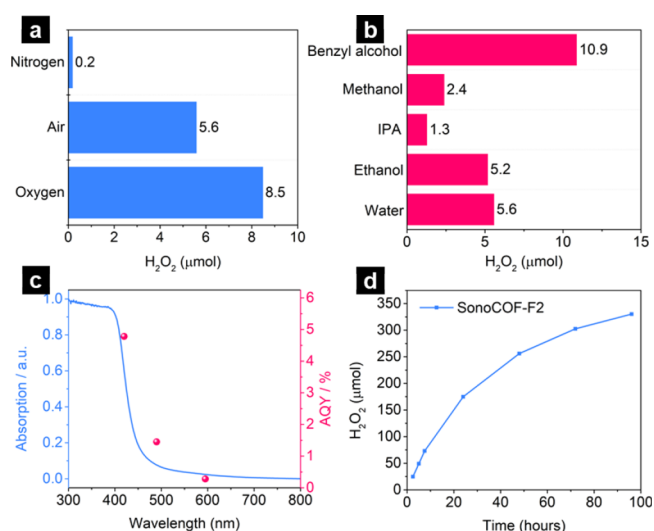 a
Nitrogen
0.2
Air
5.6
Oxygen
8.5
0 2 4 6 8 10
H₂O₂ (μmol)
b
Benzyl alcohol
10.9
Methanol
2.4
IPA
1.3
Ethanol
5.2
Water
5.6
0 5 10 15
H₂O₂ (μmol)
c
1.0
0.8
0.6
0.4
0.2
0.0
Absorption / a.u.
6
5
4
3
2
1
0
AQY / %
300 400 500 600 700 800
Wavelength (nm)
d
SonoCOF-F2
350
300
250
200
150
100
50
0
H₂O₂ (μmol)
0 20 40 60 80 100
Time (hours)